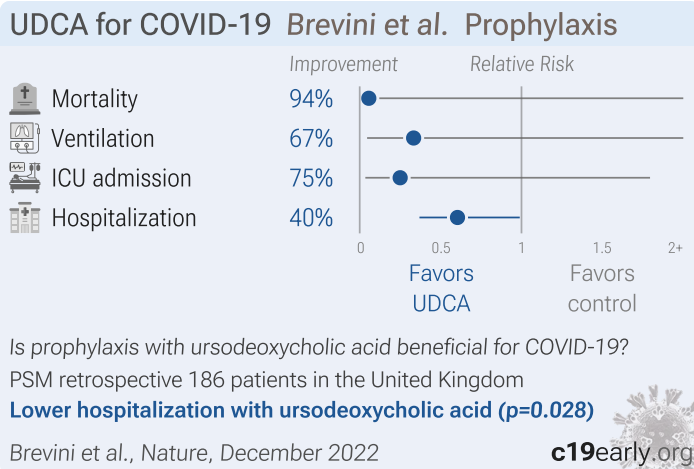 UDCA for COVID-19 Brevini et al. Prophylaxis
Improvement Relative Risk
Mortality 94%
Ventilation 67%
ICU admission 75%
Hospitalization 40%
0 0.5 1 1.5 2+
Favors UDCA Favors control
Is prophylaxis with ursodeoxycholic acid beneficial for COVID-19?
PSM retrospective 186 patients in the United Kingdom
Lower hospitalization with ursodeoxycholic acid (p=0.028)
Brevini et al., Nature, December 2022 c19early.org